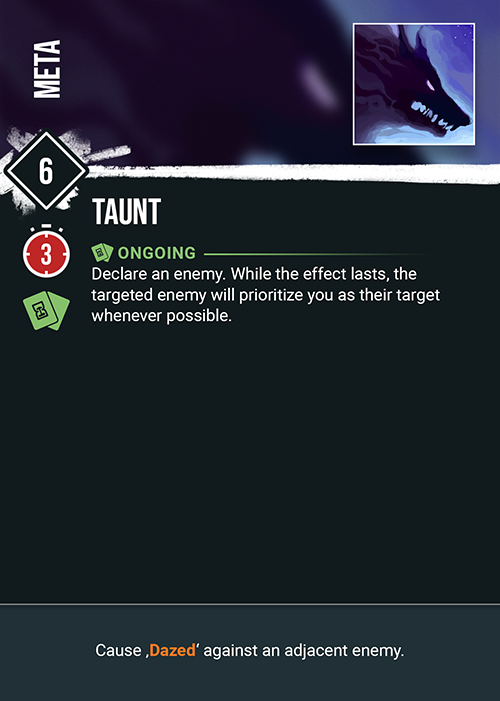 META
6
TAUNT
3
ONGOING
Declare an enemy. While the effect lasts, the
targeted enemy will prioritize you as their target
whenever possible.
Cause ‚Dazed‘ against an adjacent enemy.